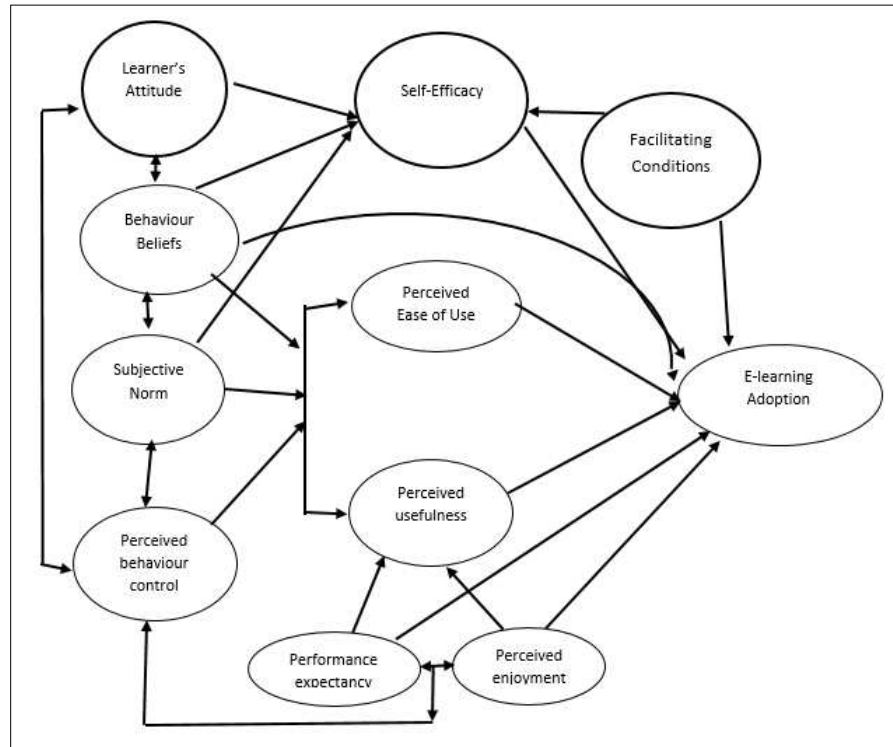 Learner's
Attitude
Self-Efficacy
Facilitating
Conditions
Behaviour
Beliefs
Perceived
Ease of Use
Subjective
Norm
E-learning
Adoption
Perceived
usefulness
Perceived
behaviour
control
Performance
expectancy
Perceived
enjoyment